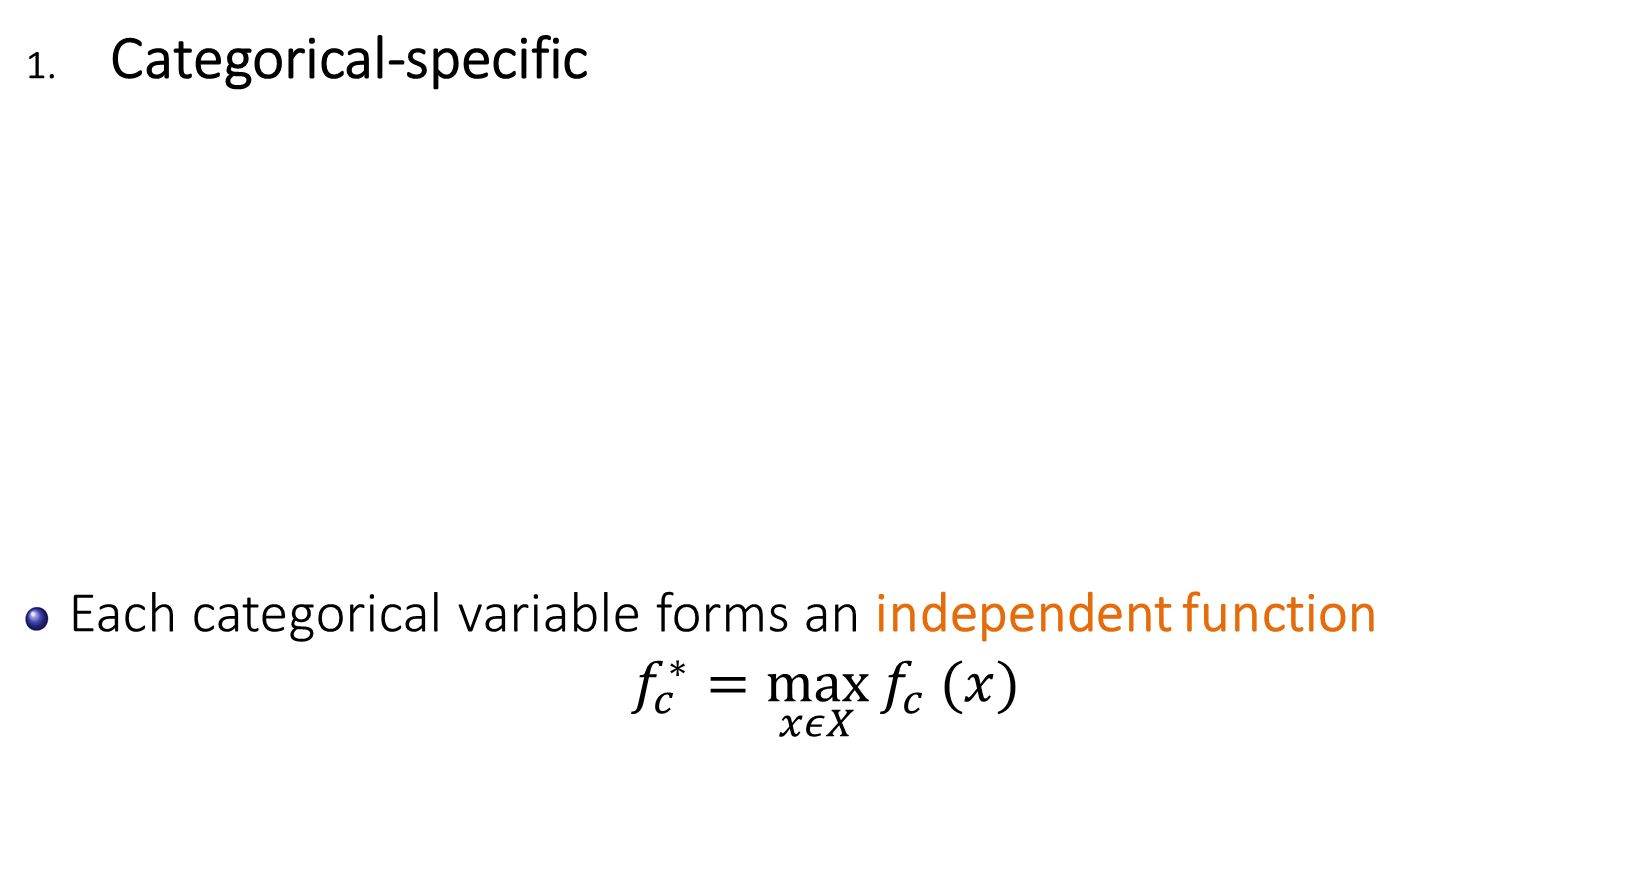 1. Categorical-specific
Each categorical variable forms an independent function
f_c^* = max_{xϵX} f_c (x)